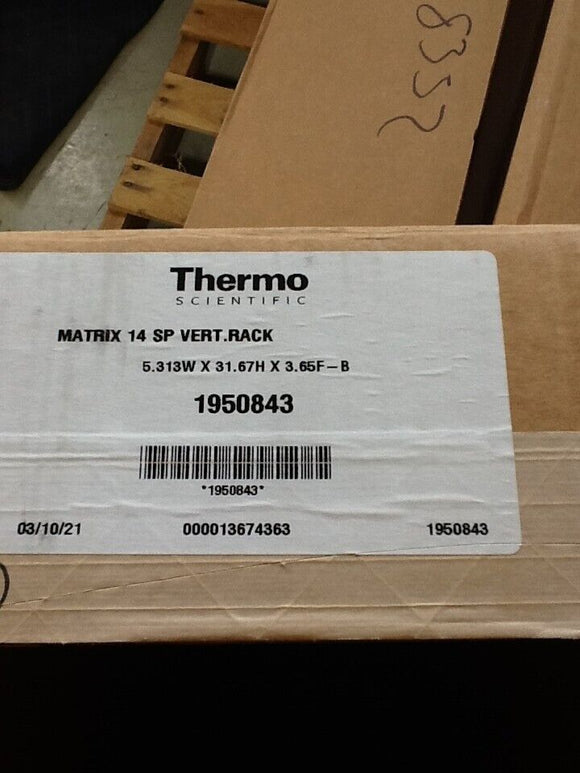 8352
Thermo
SCIENTIFIC
MATRIX 14 SP VERT.RACK
5.313W X 31.67H X 3.65F-B
1950843
*1950843*
03/10/21 000013674363 1950843